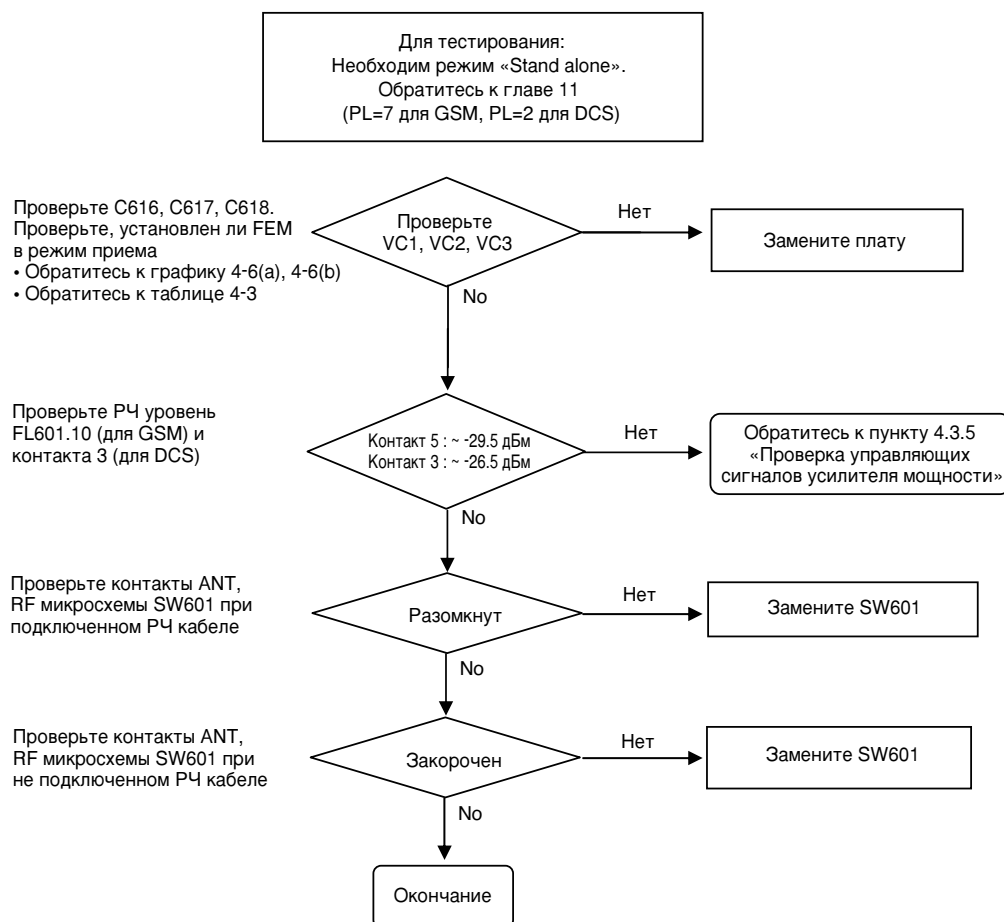 Для тестирования:
Необходим режим «Stand alone».
Обратитесь к главе 11
(PL=7 для GSM, PL=2 для DCS)
Проверьте C616, C617, C618.
Проверьте, установлен ли FEM
в режим приема
• Обратитесь к графику 4-6(a), 4-6(b)
• Обратитесь к таблице 4-3
Проверьте
VC1, VC2, VC3
Нет
Замените плату
No
Проверьте РЧ уровень
FL601.10 (для GSM) и
контакта 3 (для DCS)
Контакт 5 : ~ -29.5 дБм
Контакт 3 : ~ -26.5 дБм
Нет
Обратитесь к пункту 4.3.5
«Проверка управляющих
сигналов усилителя мощности»
No
Проверьте контакты ANT,
RF микросхемы SW601 при
подключенном РЧ кабеле
Разомкнут
Нет
Замените SW601
No
Проверьте контакты ANT,
RF микросхемы SW601 при
не подключенном РЧ кабеле
Закорочен
Нет
Замените SW601
No
Окончание